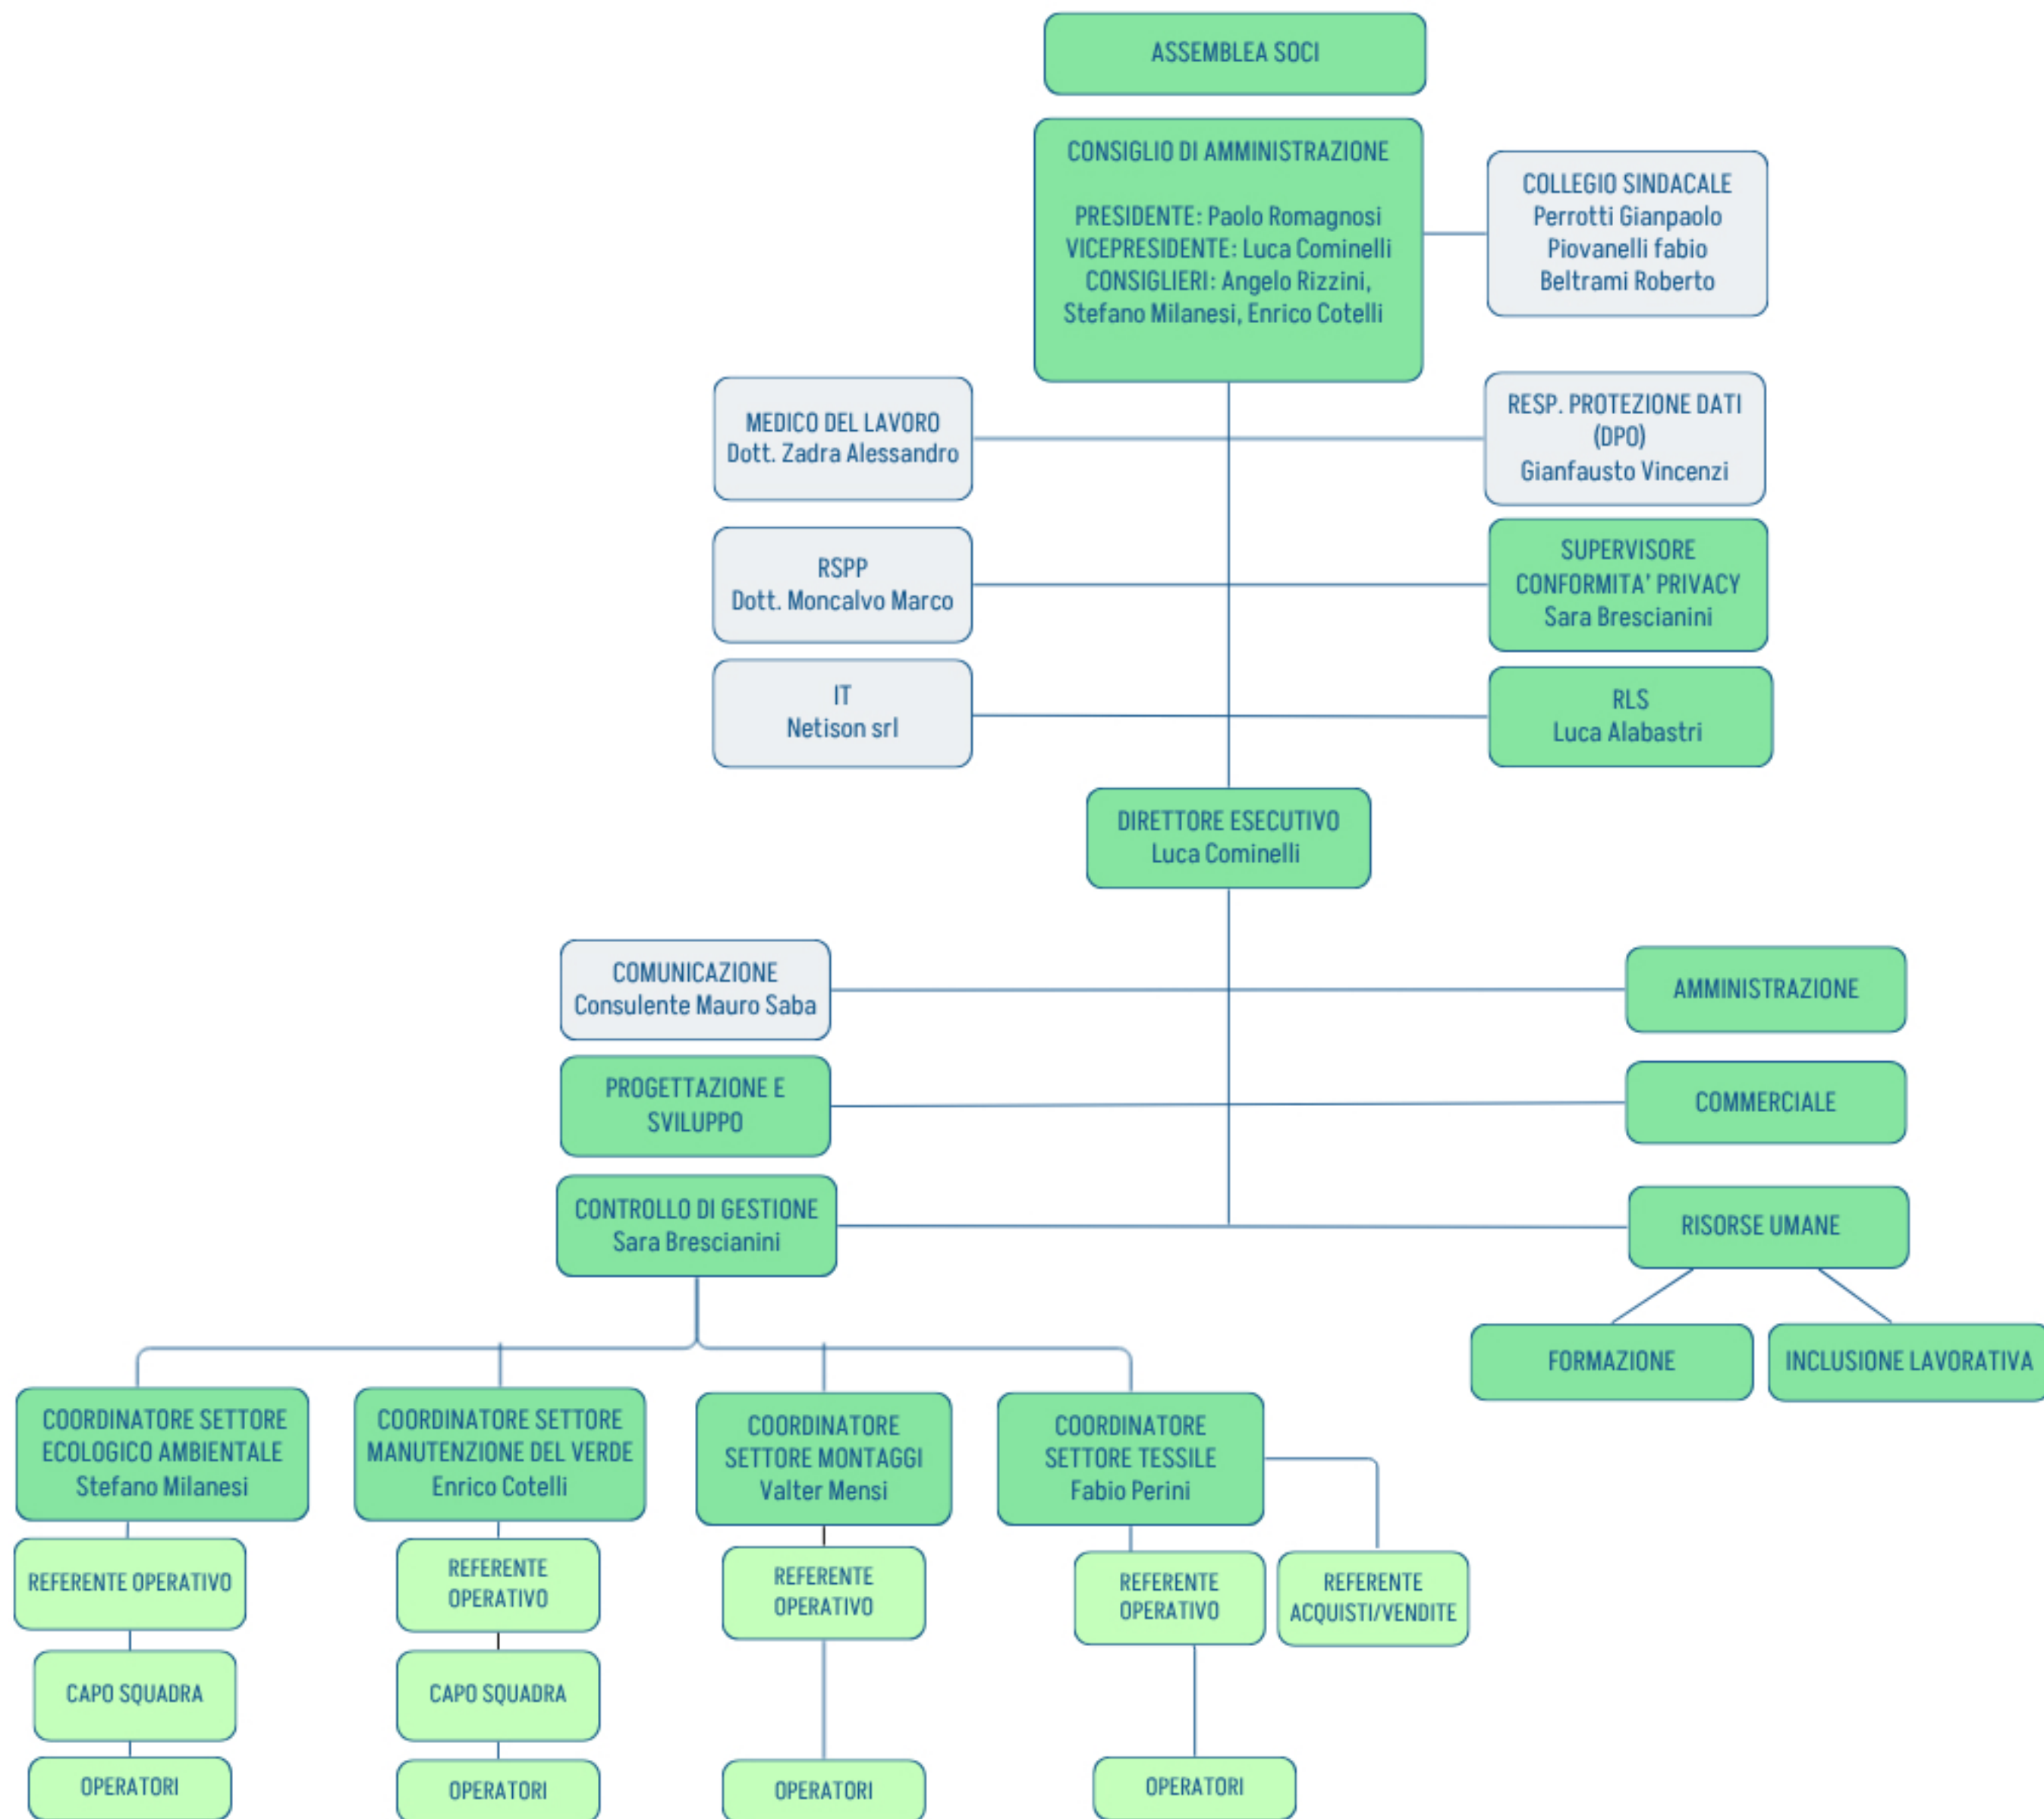 ASSEMBLEA SOCI
CONSIGLIO DI AMMINISTRAZIONE
PRESIDENTE: Paolo Romagnosi
VICEPRESIDENTE: Luca Cominelli
CONSIGLIERI: Angelo Rizzini,
Stefano Milanesi, Enrico Cotelli
COLLEGIO SINDACALE
Perrotti Gianpaolo
Piovanelli fabio
Beltrami Roberto
MEDICO DEL LAVORO
Dott. Zadra Alessandro
RESP. PROTEZIONE DATI
(DPO)
Gianfausto Vincenzi
RSPP
Dott. Moncalvo Marco
SUPERVISORE
CONFORMITA' PRIVACY
Sara Brescianini
IT
Netison srl
RLS
Luca Alabastri
DIRETTORE ESECUTIVO
Luca Cominelli
COMUNICAZIONE
Consulente Mauro Saba
AMMINISTRAZIONE
PROGETTAZIONE E
SVILUPPO
COMMERCIALE
CONTROLLO DI GESTIONE
Sara Brescianini
RISORSE UMANE
FORMAZIONE
INCLUSIONE LAVORATIVA
COORDINATORE SETTORE
ECOLOGICO AMBIENTALE
Stefano Milanesi
COORDINATORE SETTORE
MANUTENZIONE DEL VERDE
Enrico Cotelli
COORDINATORE
SETTORE MONTAGGI
Valter Mensi
COORDINATORE
SETTORE TESSILE
Fabio Perini
REFERENTE OPERATIVO
REFERENTE
OPERATIVO
REFERENTE
OPERATIVO
REFERENTE
OPERATIVO
REFERENTE
ACQUISTI/VENDITE
CAPO SQUADRA
CAPO SQUADRA
OPERATORI
OPERATORI
OPERATORI
OPERATORI